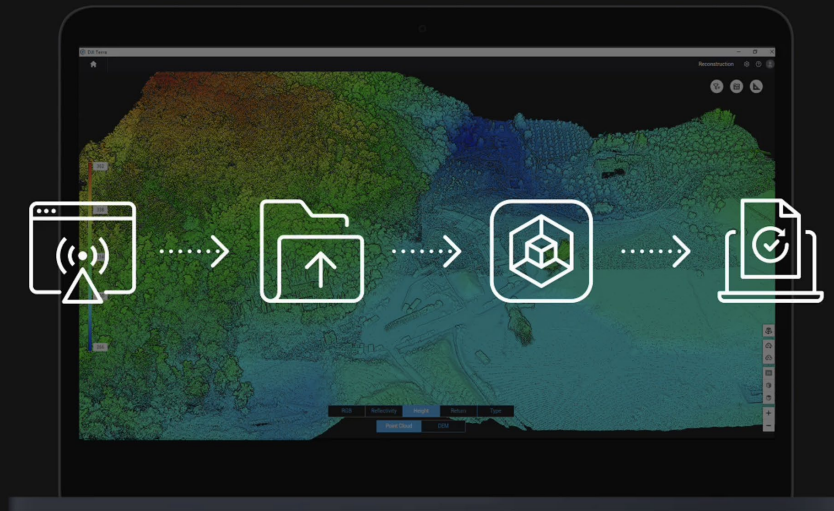 DJI Terra
Reconstruction
RGB
Reflectivity
Height
Return
Type
Point Cloud
DEM